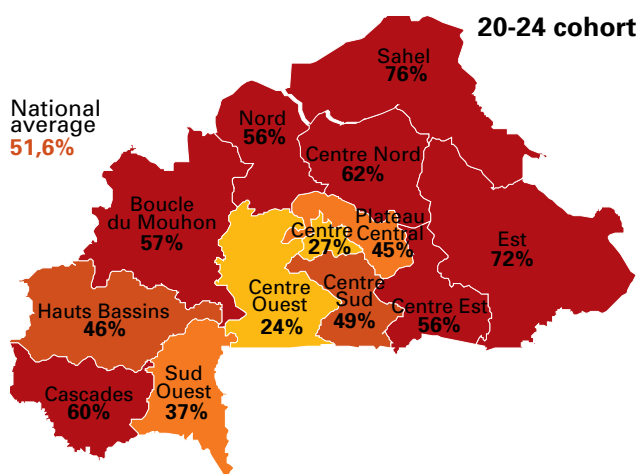 20-24 cohort
Sahel
76%
National
average
51,6%
Nord
56%
Centre Nord
62%
Boucle
du Mouhon
57%
Plateau
Central
45%
Centre
27%
Est
72%
Centre
Ouest
24%
Centre
Sud
49%
Centre Est
56%
Hauts Bassins
46%
Cascades
60%
Sud
Ouest
37%